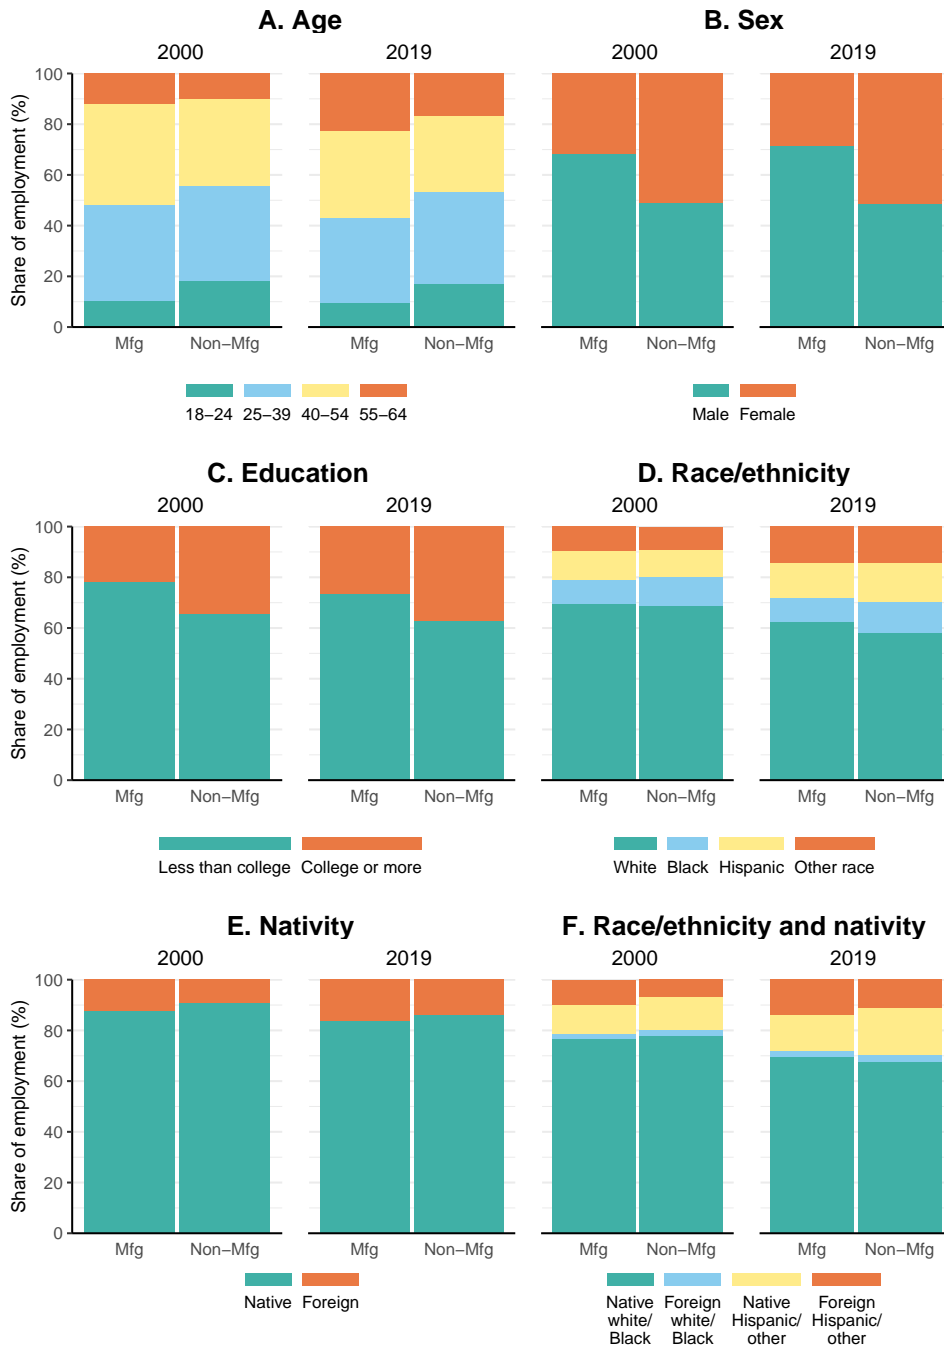 A. Age
B. Sex
2000
2019
2000
2019
Share of employment (%)
100
80
60
40
20
0
Mfg
Non−Mfg
Mfg
Non−Mfg
Mfg
Non−Mfg
Mfg
Non−Mfg
18−24
25−39
40−54
55−64
Male
Female
C. Education
D. Race/ethnicity
2000
2019
2000
2019
Share of employment (%)
100
80
60
40
20
0
Mfg
Non−Mfg
Mfg
Non−Mfg
Mfg
Non−Mfg
Mfg
Non−Mfg
Less than college
College or more
White
Black
Hispanic
Other race
E. Nativity
F. Race/ethnicity and nativity
2000
2019
2000
2019
Share of employment (%)
100
80
60
40
20
0
Mfg
Non−Mfg
Mfg
Non−Mfg
Mfg
Non−Mfg
Mfg
Non−Mfg
Native
Foreign
Native
white/
Black
Foreign
white/
Black
Native
Hispanic/
other
Foreign
Hispanic/
other